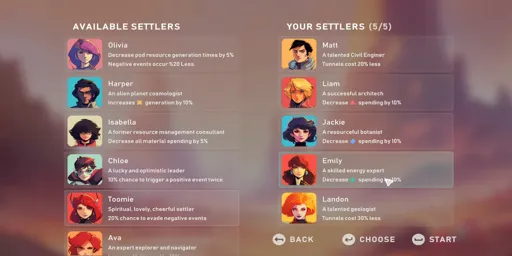 AVAILABLE SETTLERS
Olivia
Decrease pod resource generation times by 5%
Negative events occur %20 Less.
Harper
An alien planet cosmologist
Increases generation by 10%
Isabella
A former resource management consultant
Decrease all material spending by 5%
Chloe
A lucky and optimistic leader
10% chance to trigger a positive event twice
Toomie
Spiritual, lovely, cheerful settler
20% chance to evade negative events
Ava
An expert explorer and navigator
YOUR SETTLERS (5/5)
Matt
A talented Civil Engineer
Tunnels cost 20% less
Liam
A successful architect
Decrease spending by 10%
Jackie
A resourceful botanist
Decrease spending by 10%
Emily
A skilled energy expert
Decrease spending by 10%
Landon
A talented geologist
Tunnels cost 30% less
BACK
CHOOSE
START